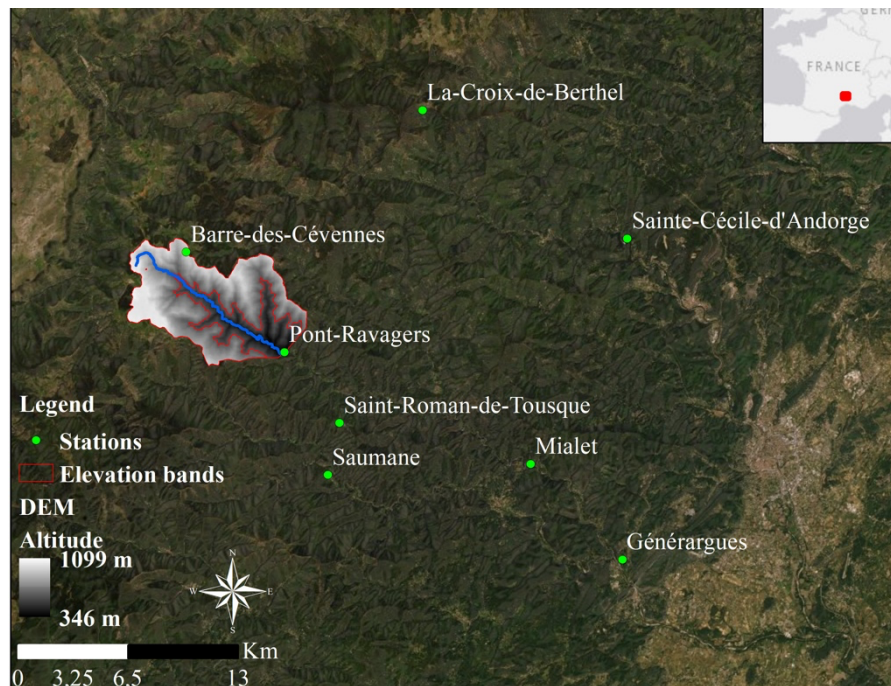 GERM
FRANCE
La-Croix-de-Berthel
Sainte-Cécile-d'Andorge
Barre-des-Cévennes
Pont-Ravagers
Legend
Saint-Roman-de-Tousque
Stations
Saumane
Mialet
Elevation bands
DEM
Altitude
Générargues
1099 m
346 m
N
W
E
S
Km
0 3,25 6,5 13